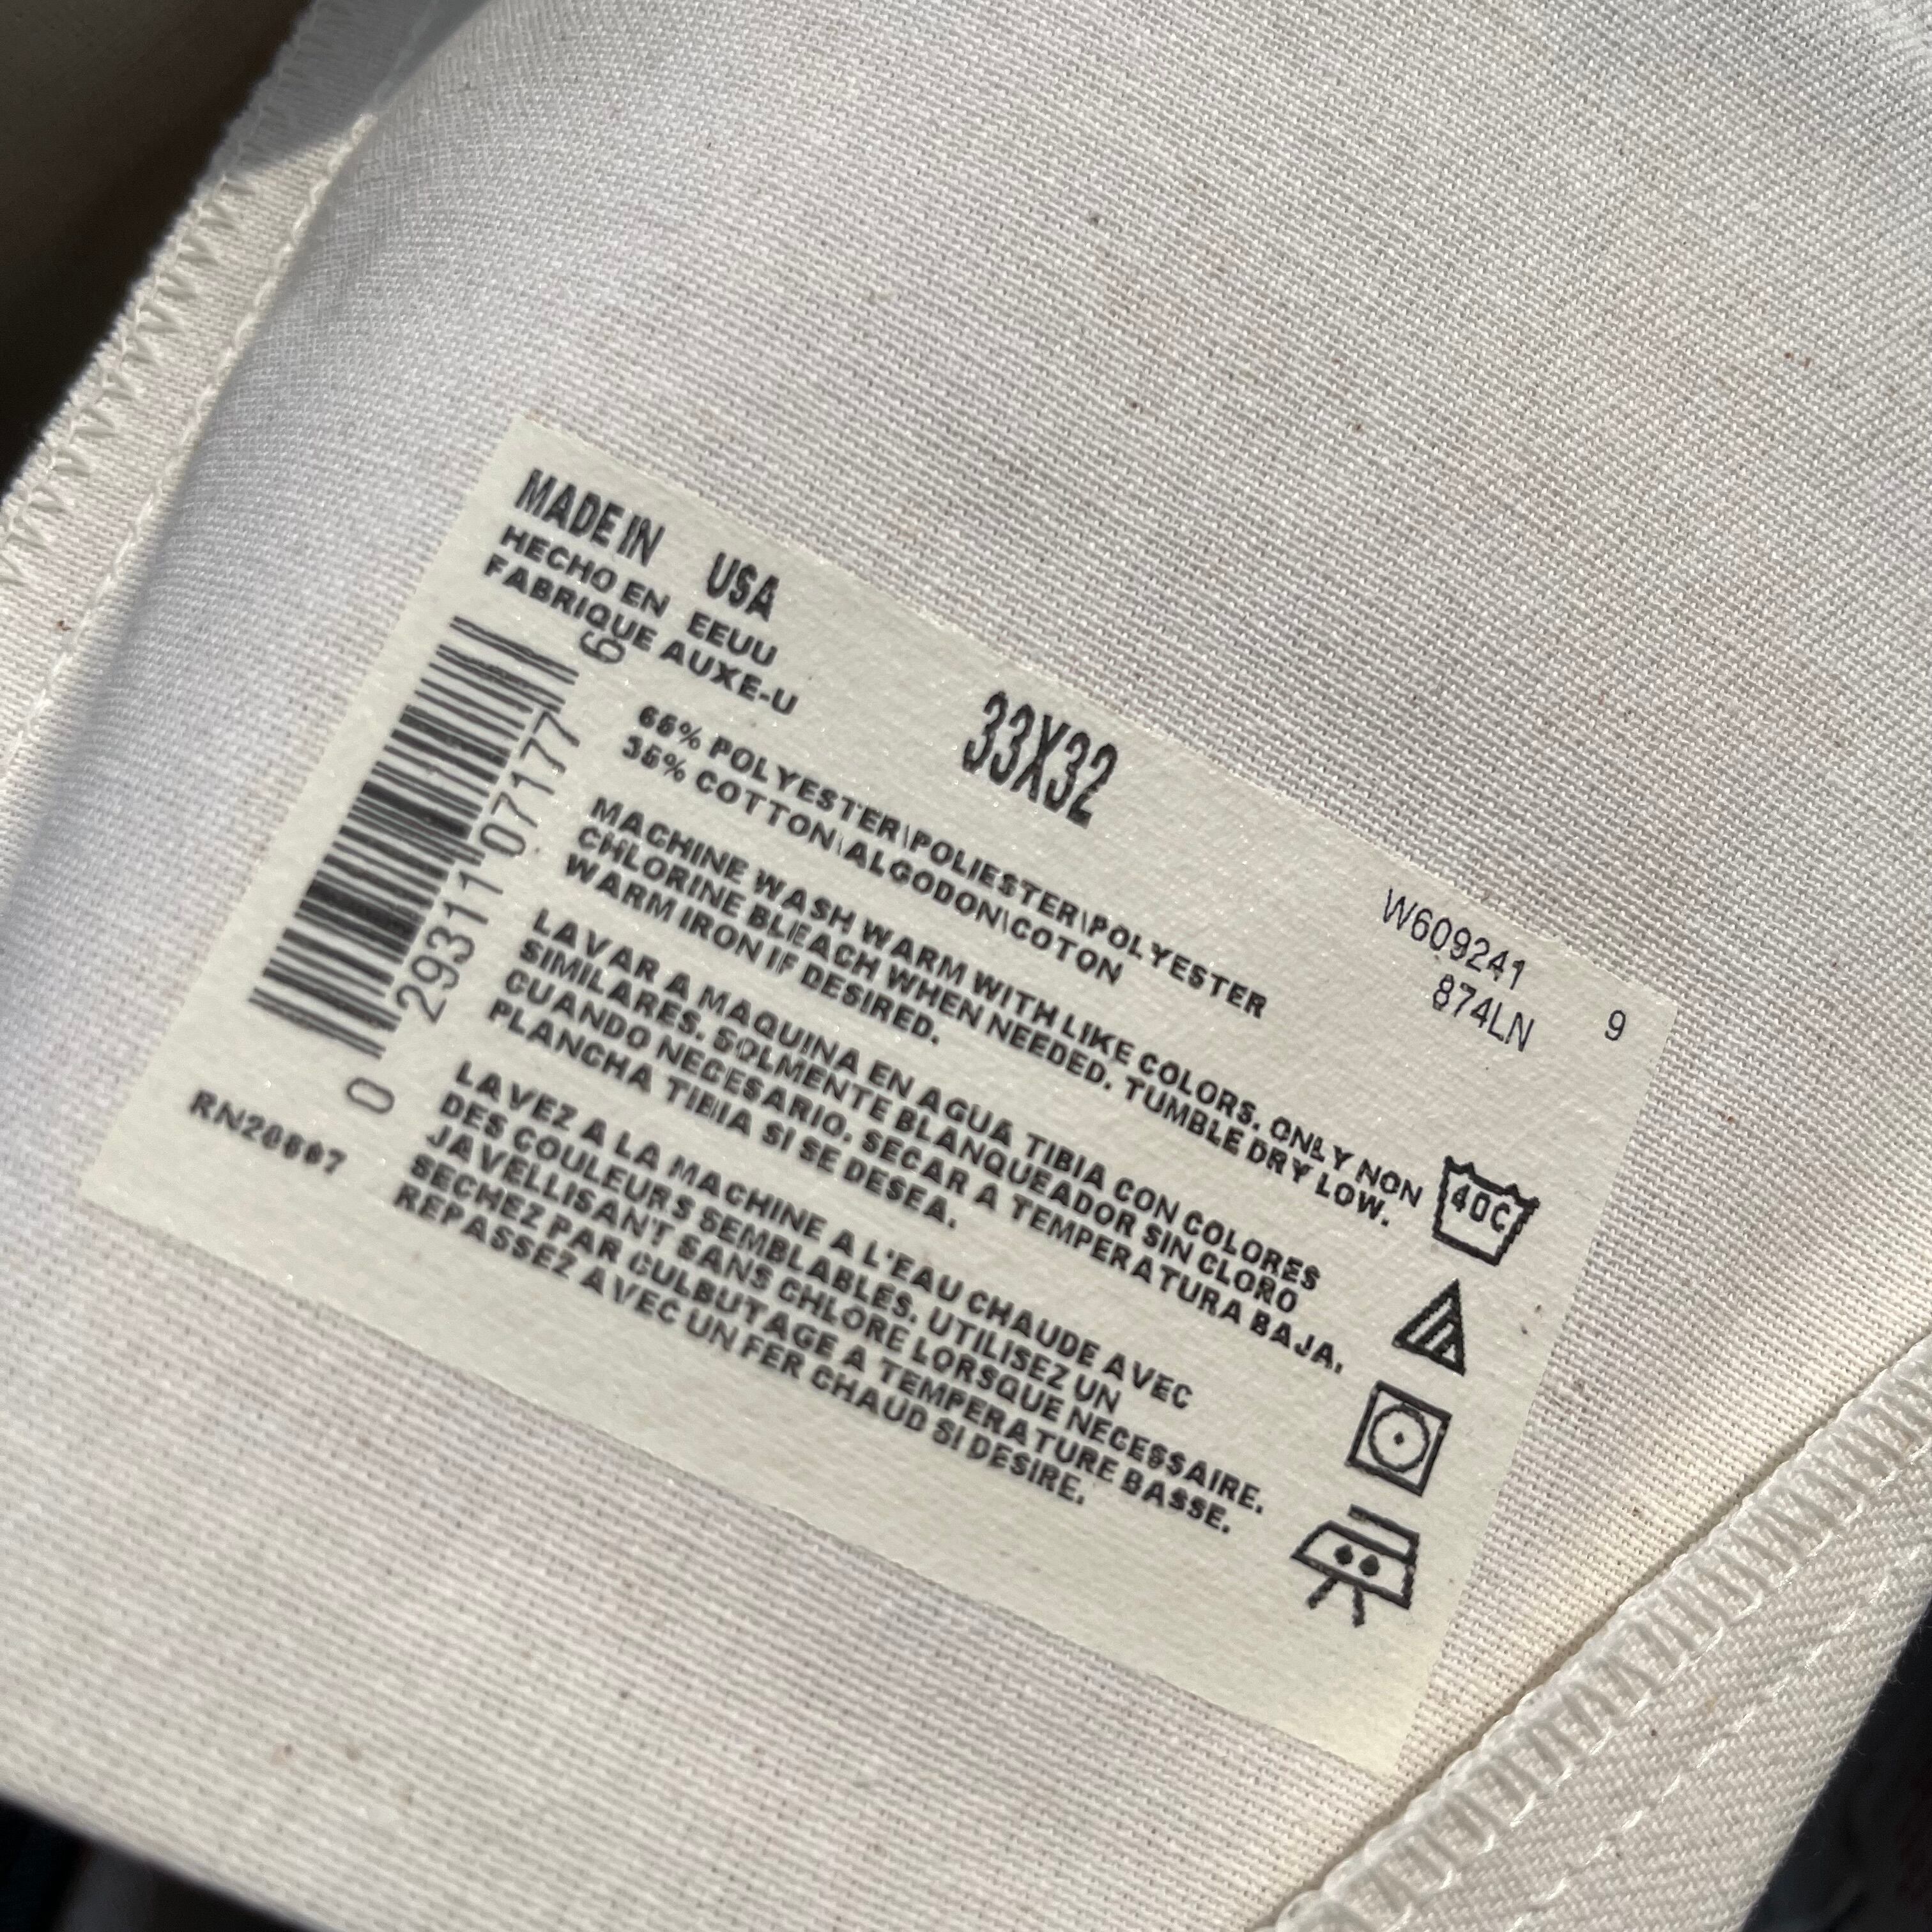 MADE IN USA
HECHO EN EEUU
FABRIQUE AUXE-U
33X32
W609241
874LN 9
65% POLYESTER\POLIESTER\POLYESTER
35% COTTON\ALGODON\COTON
MACHINE WASH WARM WITH LIKE COLORS. ONLY NON
CHLORINE BLEACH WHEN NEEDED. TUMBLE DRY LOW.
WARM IRON IF DESIRED.
LAVAR A MAQUINA EN AGUA TIBIA CON COLORES
SIMILARES. SOLMENTE BLANQUEADOR SIN CLORO
CUANDO NECESARIO. SECAR A TEMPERATURA BAJA.
PLANCHA TIBIA SI SE DESEA.
LAVEZ A LA MACHINE A L'EAU CHAUDE AVEC
DES COULEURS SEMBLABLES. UTILISEZ UN
JAVELLISANT SANS CHLORE LORSQUE NECESSAIRE.
SECHEZ PAR CULBUTAGE A TEMPERATURE BASSE.
REPASSEZ AVEC UN FER CHAUD SI DESIRE.
40C
0 29311 07177 6